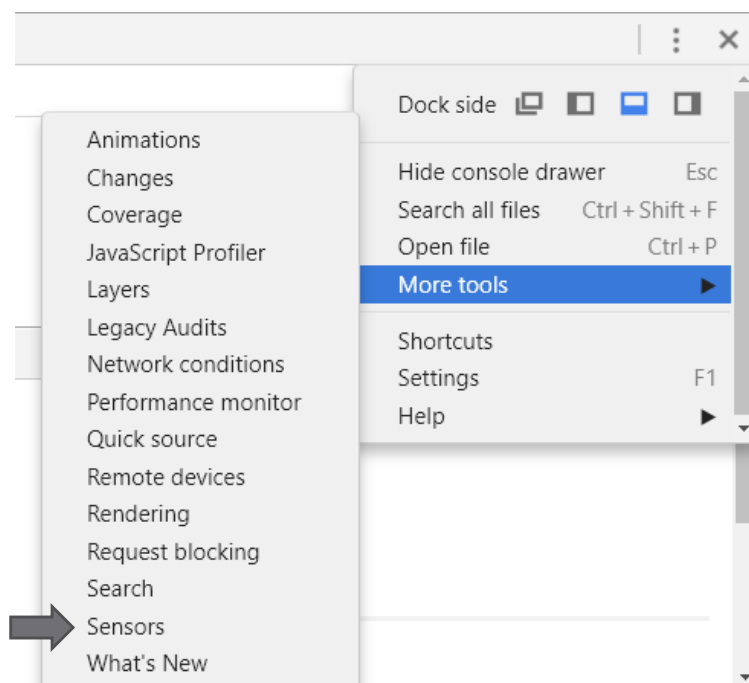 Dock side
Hide console drawer Esc
Search all files Ctrl + Shift + F
Open file Ctrl + P
More tools
Shortcuts
Settings F1
Help
Animations
Changes
Coverage
JavaScript Profiler
Layers
Legacy Audits
Network conditions
Performance monitor
Quick source
Remote devices
Rendering
Request blocking
Search
Sensors
What's New